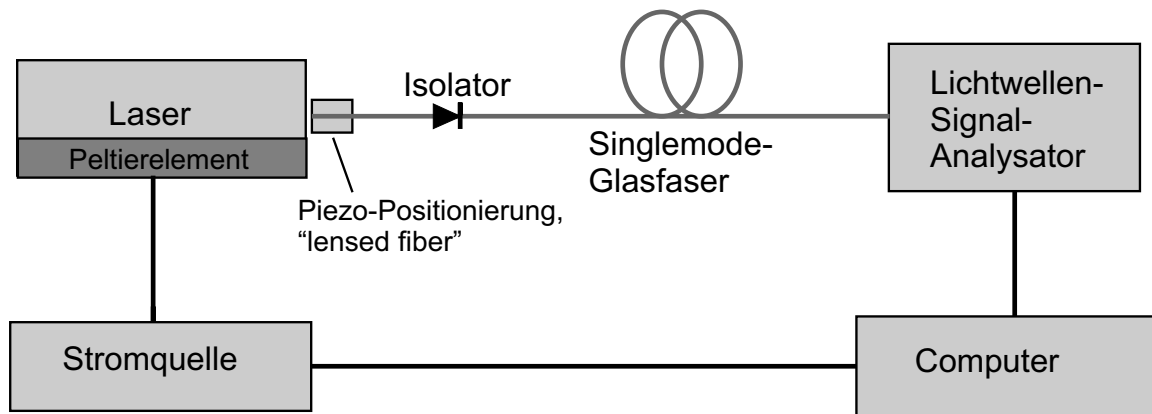 Laser
Peltierelement
Isolator
Piezo-Positionierung,
“lensed fiber”
Singlemode-
Glasfaser
Lichtwellen-
Signal-
Analysator
Stromquelle
Computer